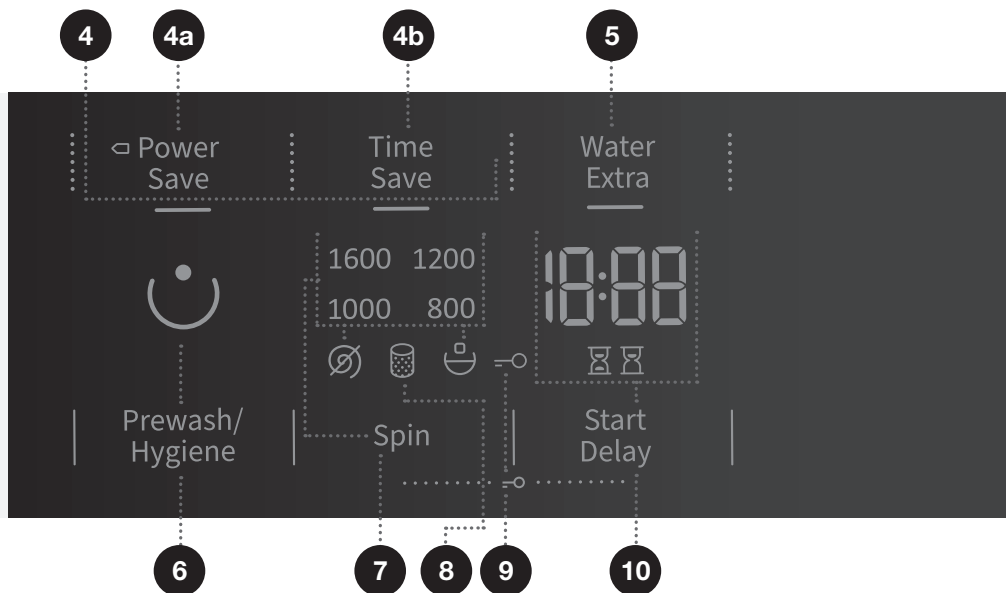 4 4a 4b 5
Power Time Water
Save Save Extra
1600 1200
18:88
1000 800
Prewash/ Start
Hygiene Spin Delay
6 7 8 9 10